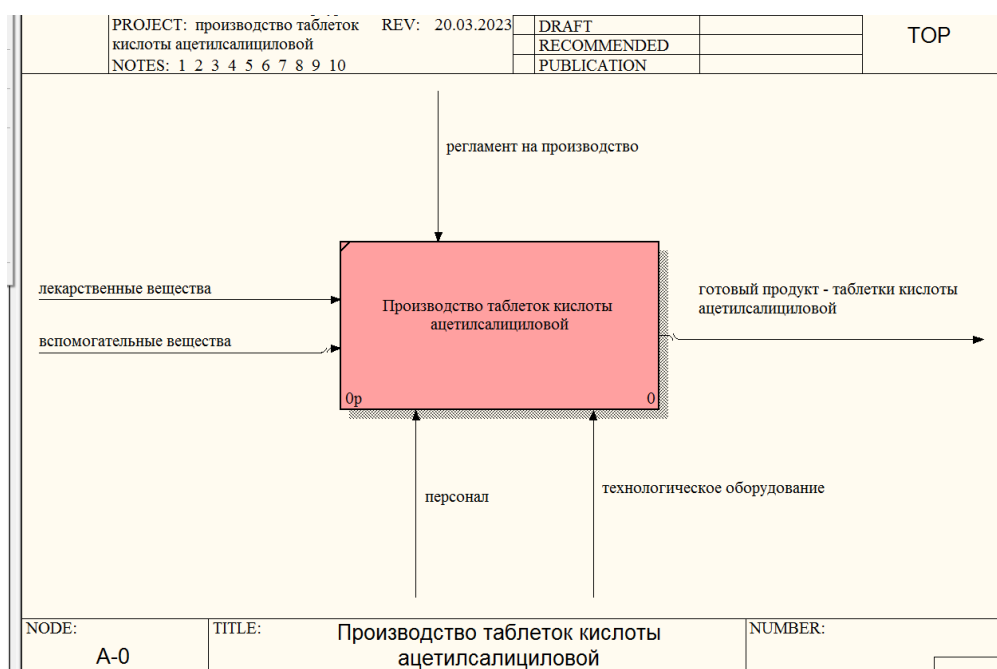 PROJECT: производство таблеток REV: 20.03.2023 DRAFT TOP
кислоты ацетилсалициловой RECOMMENDED
NOTES: 1 2 3 4 5 6 7 8 9 10 PUBLICATION
регламент на производство
лекарственные вещества
вспомогательные вещества
Производство таблеток кислоты
ацетилсалициловой
0р 0
готовый продукт - таблетки кислоты
ацетилсалициловой
персонал
технологическое оборудование
NODE: TITLE: NUMBER:
A-0
Производство таблеток кислоты
ацетилсалициловой